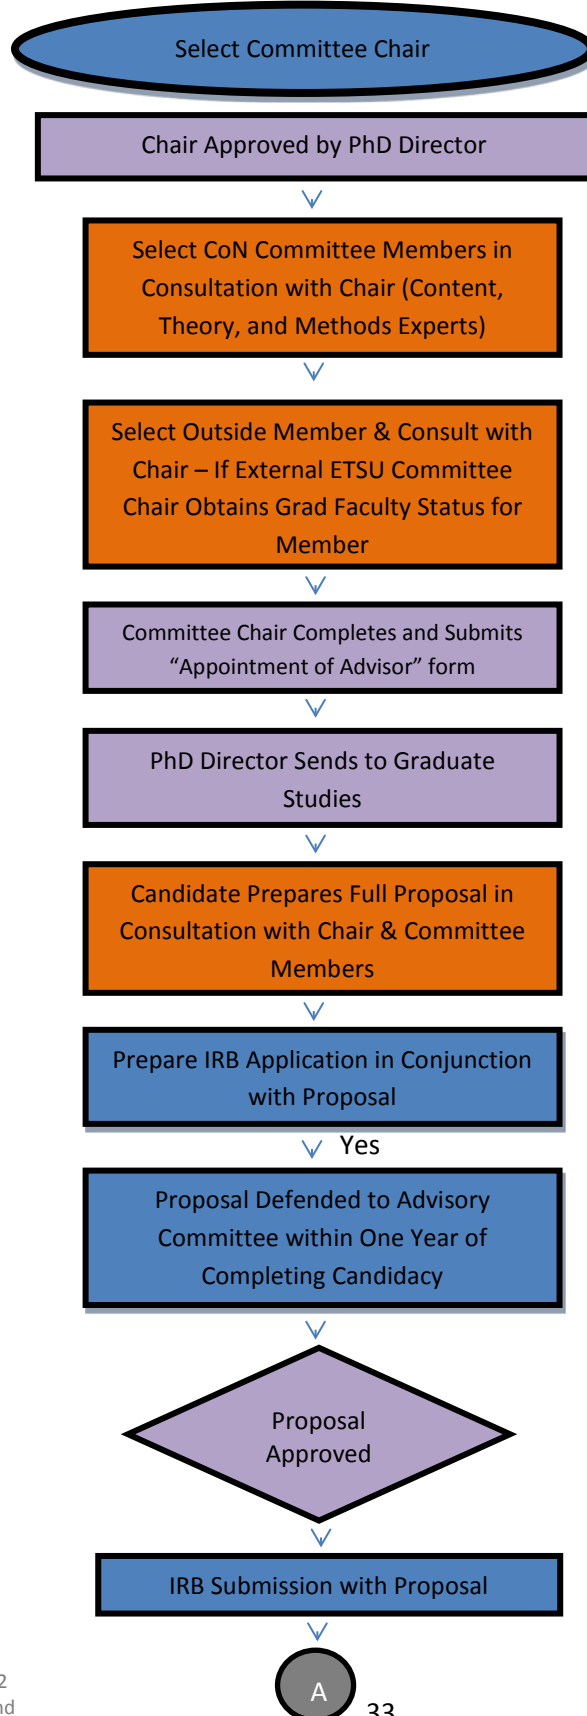 Select Committee Chair
Chair Approved by PhD Director
Select CoN Committee Members in
Consultation with Chair (Content,
Theory, and Methods Experts)
Select Outside Member & Consult with
Chair – If External ETSU Committee
Chair Obtains Grad Faculty Status for
Member
Committee Chair Completes and Submits
“Appointment of Advisor” form
PhD Director Sends to Graduate
Studies
Candidate Prepares Full Proposal in
Consultation with Chair & Committee
Members
Prepare IRB Application in Conjunction
with Proposal
Yes
Proposal Defended to Advisory
Committee within One Year of
Completing Candidacy
Proposal
Approved
IRB Submission with Proposal
A
33